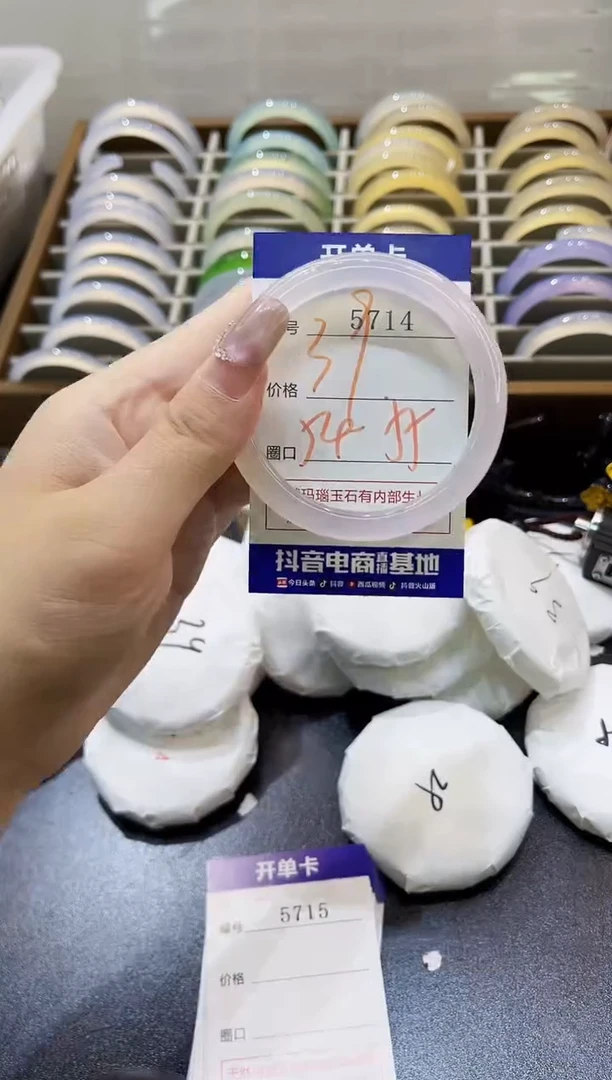 开单卡
号 5714
39
价格
圈口 54
玛瑙玉石有内部生
抖音电商直播基地
今日头条 抖音 西瓜视频 抖音火山版
开单卡
编号 5715
价格
圈口